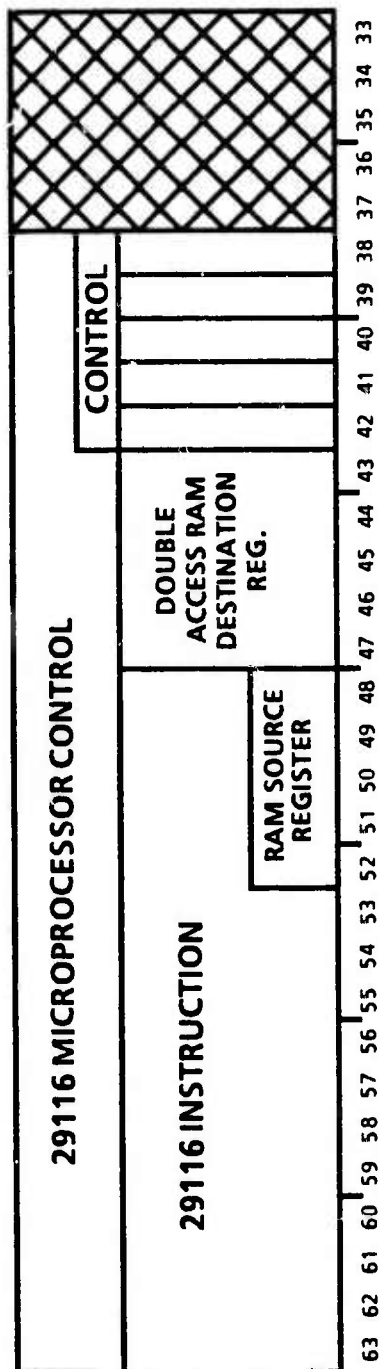 29116 MICROPROCESSOR CONTROL
CONTROL
29116 INSTRUCTION
DOUBLE
ACCESS RAM
DESTINATION
REG.
RAM SOURCE
REGISTER
63 62 61 60 59 58 57 56 55 54 53 52 51 50 49 48 47 46 45 44 43 42 41 40 39 38 37 36 35 34 33